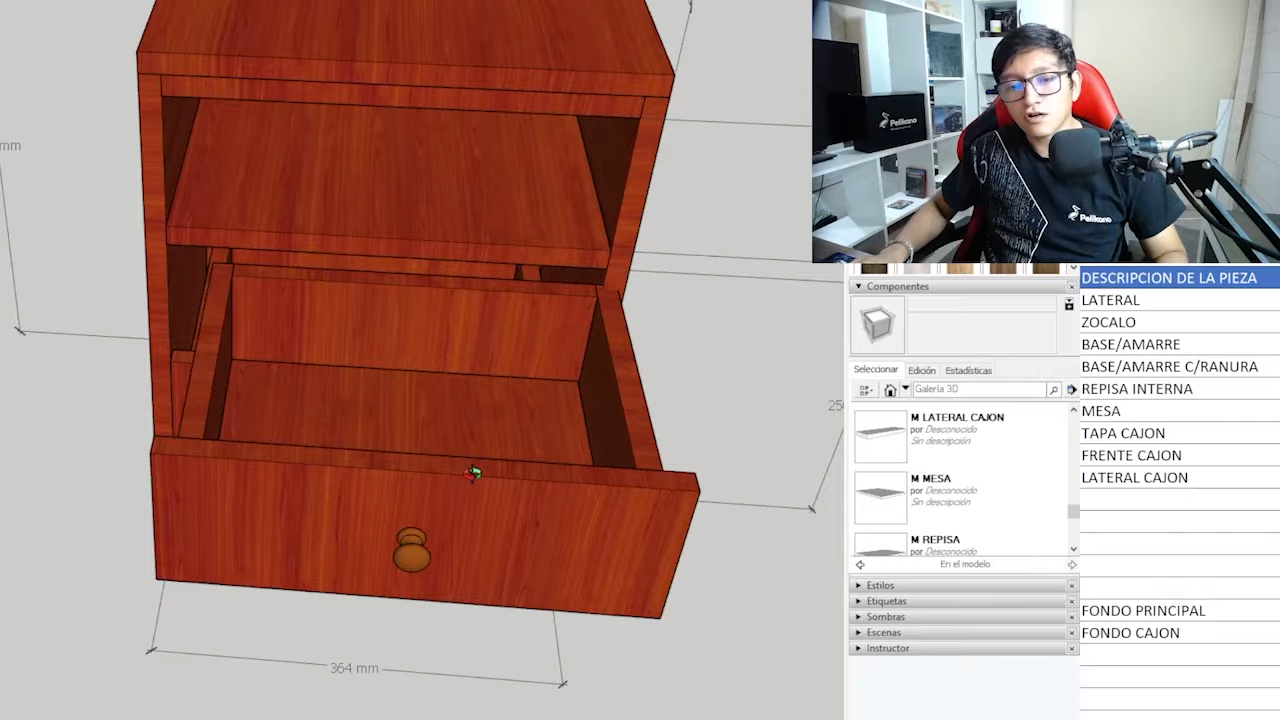 mm
364 mm
Pelikano
Pelikano
Componentes
Seleccionar Edición Estadísticas
Galería 3D
M LATERAL CAJON
por Desconocido
Sin descripción
M MESA
por Desconocido
Sin descripción
M REPISA
por Desconocido
En el modelo
Estilos
Etiquetas
Sombras
Escenas
Instructor
DESCRIPCION DE LA PIEZA
LATERAL
ZOCALO
BASE/AMARRE
BASE/AMARRE C/RANURA
REPISA INTERNA
MESA
TAPA CAJON
FRENTE CAJON
LATERAL CAJON
FONDO PRINCIPAL
FONDO CAJON